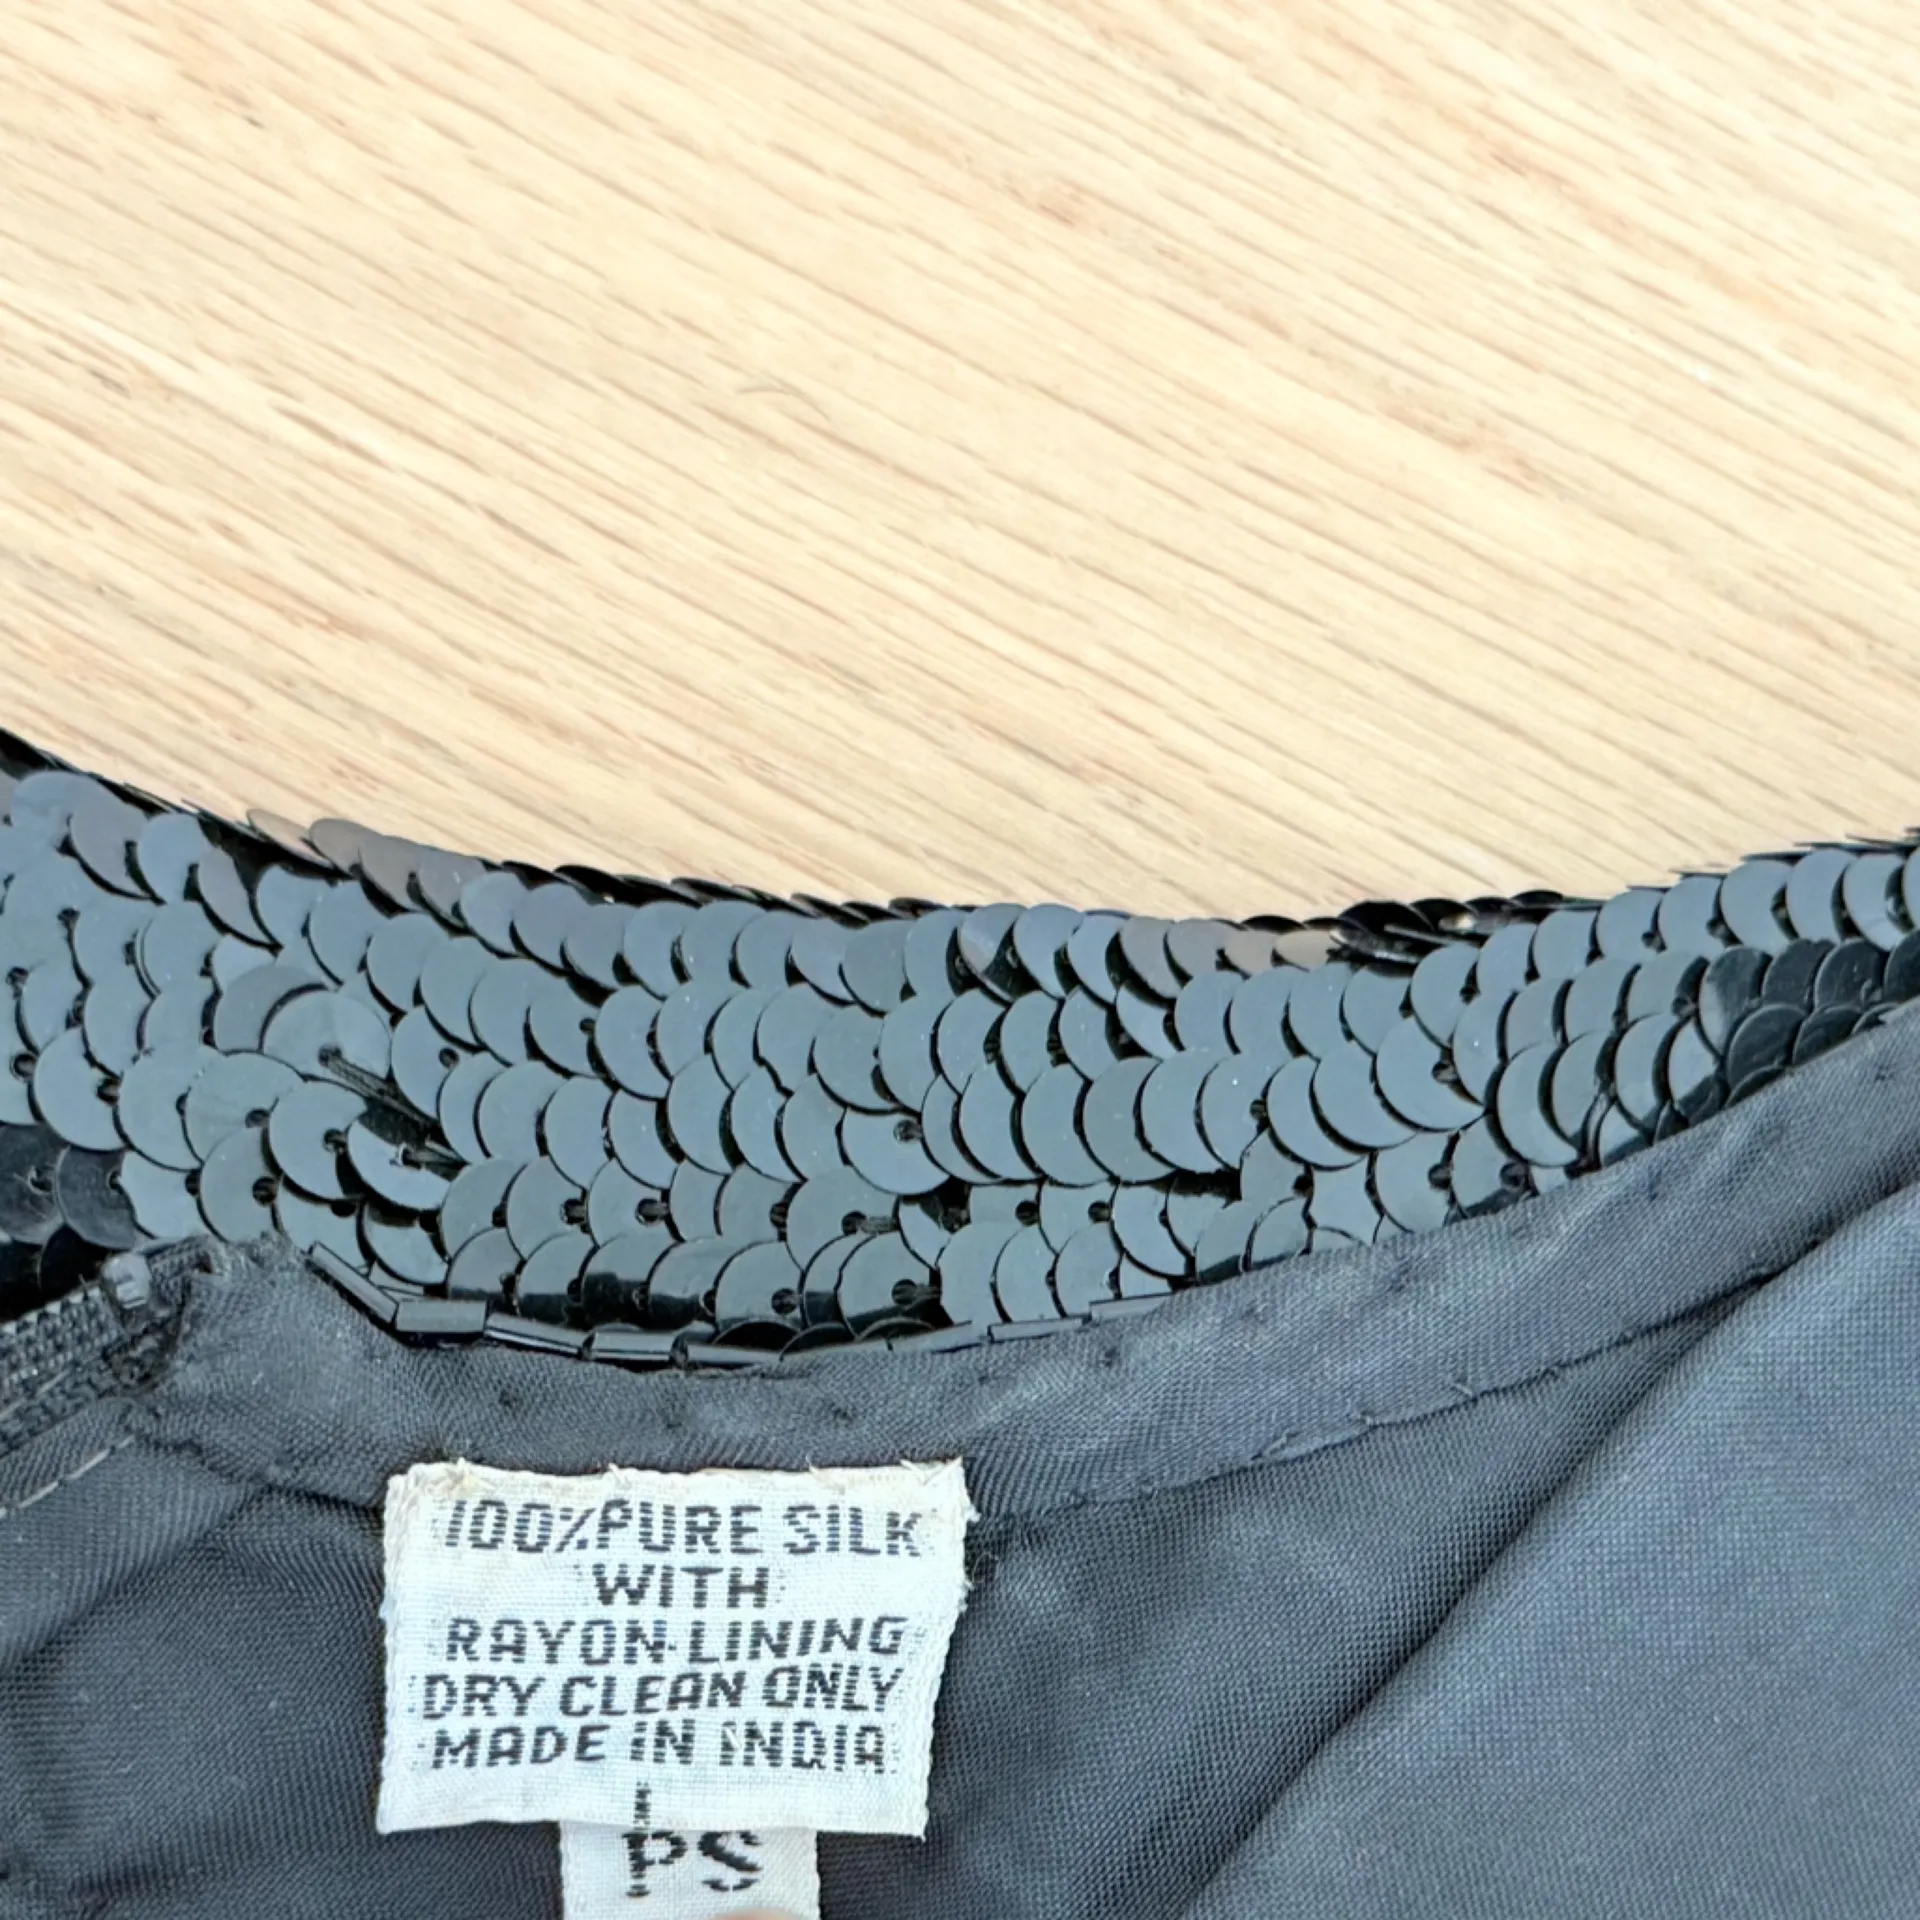 100% PURE SILK
WITH
RAYON LINING
DRY CLEAN ONLY
MADE IN INDIA
PS